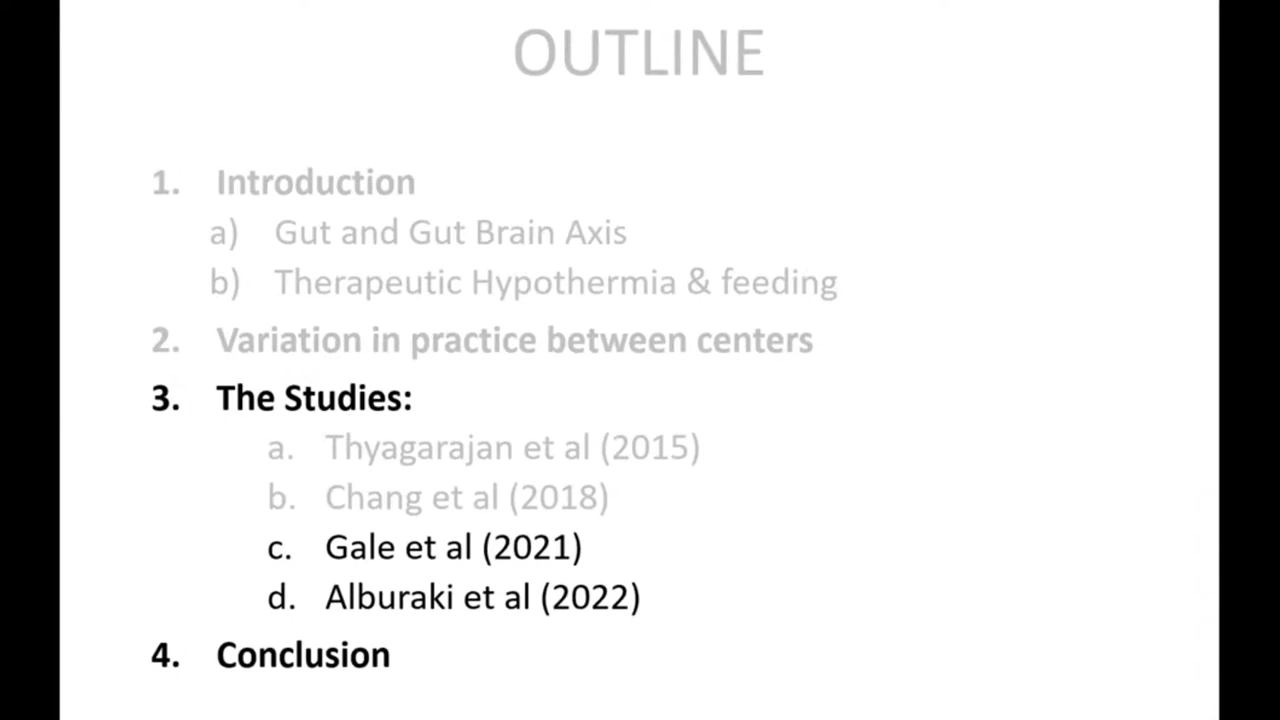 OUTLINE
1. Introduction
a) Gut and Gut Brain Axis
b) Therapeutic Hypothermia & feeding
2. Variation in practice between centers
3. The Studies:
a. Thyagarajan et al (2015)
b. Chang et al (2018)
c. Gale et al (2021)
d. Alburaki et al (2022)
4. Conclusion